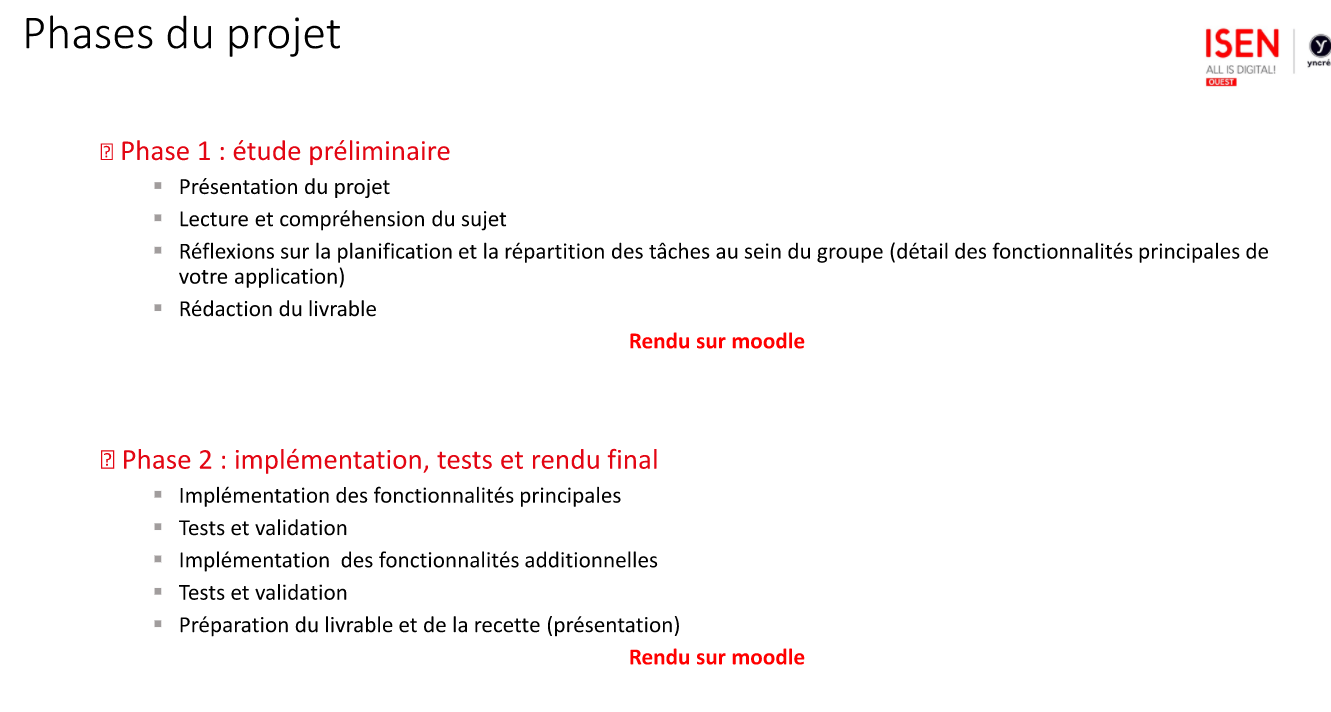 Phases du projet
ISEN
ALL IS DIGITAL!
OUEST
yncré
Phase 1 : étude préliminaire
Présentation du projet
Lecture et compréhension du sujet
Réflexions sur la planification et la répartition des tâches au sein du groupe (détail des fonctionnalités principales de
votre application)
Rédaction du livrable
Rendu sur moodle
Phase 2 : implémentation, tests et rendu final
Implémentation des fonctionnalités principales
Tests et validation
Implémentation  des fonctionnalités additionnelles
Tests et validation
Préparation du livrable et de la recette (présentation)
Rendu sur moodle